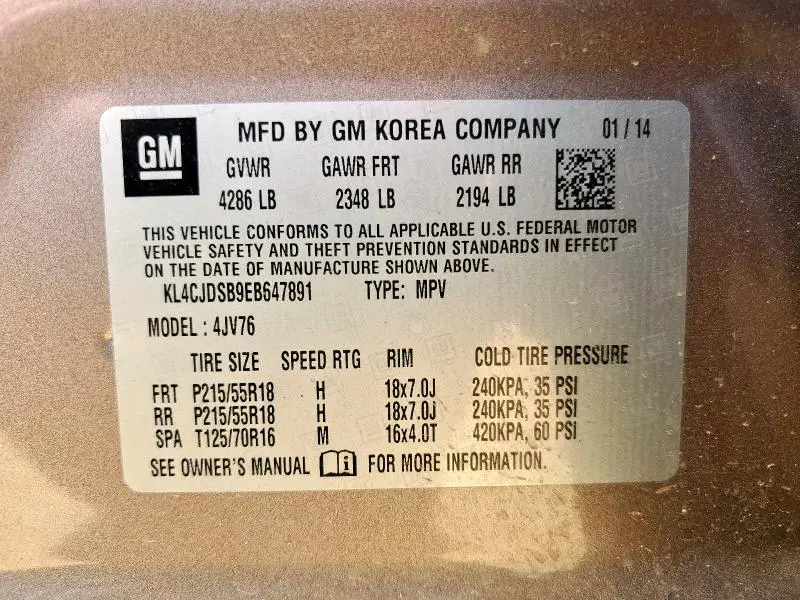 GM
MFD BY GM KOREA COMPANY 01 / 14
GVWR GAWR FRT GAWR RR
4286 LB 2348 LB 2194 LB
THIS VEHICLE CONFORMS TO ALL APPLICABLE U.S. FEDERAL MOTOR
VEHICLE SAFETY AND THEFT PREVENTION STANDARDS IN EFFECT
ON THE DATE OF MANUFACTURE SHOWN ABOVE.
KL4CJDSB9EB647891 TYPE: MPV
MODEL : 4JV76
TIRE SIZE SPEED RTG RIM COLD TIRE PRESSURE
FRT P215/55R18 H 18x7.0J 240KPA, 35 PSI
RR P215/55R18 H 18x7.0J 240KPA, 35 PSI
SPA T125/70R16 M 16x4.0T 420KPA, 60 PSI
SEE OWNER'S MANUAL FOR MORE INFORMATION.